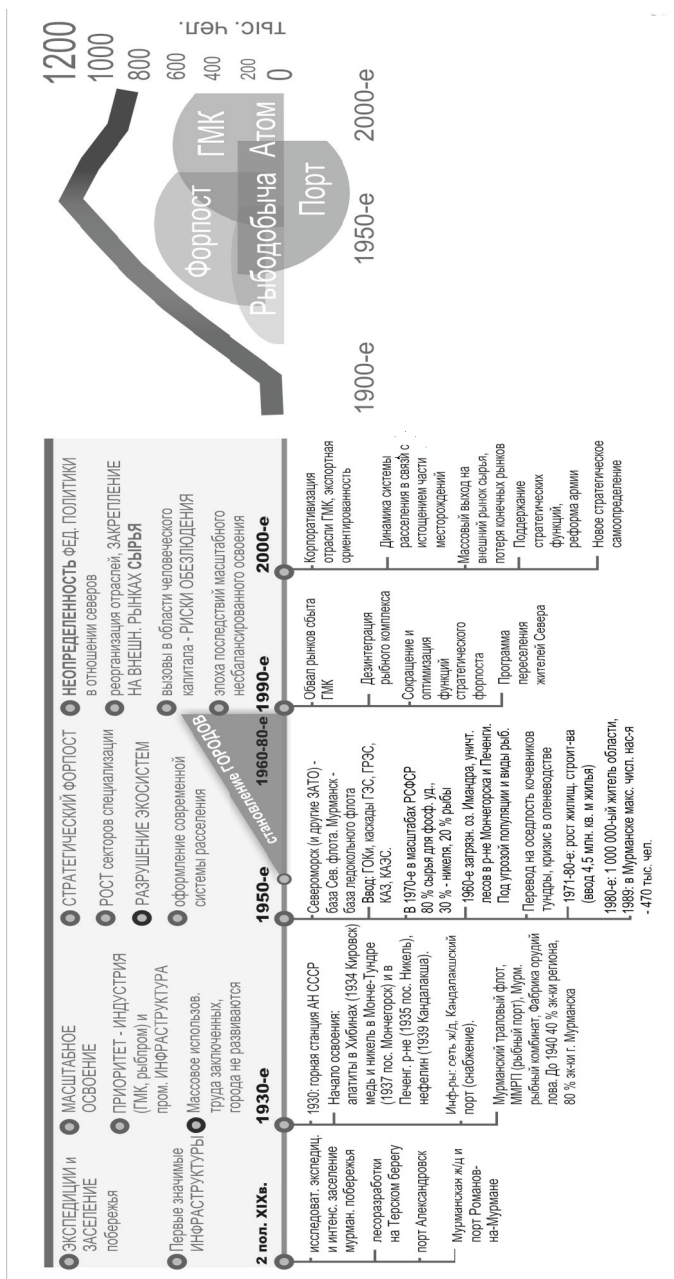 ЭКСПЕДИЦИИ и
ЗАСЕЛЕНИЕ
побережья
Первые значимые
ИНФРАСТРУКТУРЫ
МАСШТАБНОЕ
ОСВОЕНИЕ
ПРИОРИТЕТ - ИНДУСТРИЯ
(ГМК, рыбпром) и
пром. ИНФРАСТРУКТУРА
Массовое использ.
труда заключенных,
города не развиваются
СТРАТЕГИЧЕСКИЙ ФОРПОСТ
РОСТ секторов специализации
РАЗРУШЕНИЕ ЭКОСИСТЕМ
оформление современной
системы расселения
становление ГОРОДОВ
НЕОПРЕДЕЛЕННОСТЬ ФЕД. ПОЛИТИКИ
в отношении северов
реорганизация отраслей, ЗАКРЕПЛЕНИЕ
НА ВНЕШН. РЫНКАХ СЫРЬЯ
вызовы в области человеческого
капитала - РИСКИ ОБЕЗЛЮДЕНИЯ
эпоха последствий масштабного
несбалансированного освоения
2 пол. XIXв.
1930-е
1950-е
1960-80-е
1990-е
2000-е
исследоват. экспедиц.
и интенс. заселение
мурман. побережья
лесоразработки
на Терском берегу
порт Александровск
Мурманская ж/д и
порт Романов-
на-Мурмане
1930: горная станция АН СССР
Начало освоения:
апатиты в Хибинах (1934 Кировск)
медь и никель в Монче-Тундре
(1937 пос. Мончегорск) и в
Печенг. р-не (1935 пос. Никель),
нефелин (1939 Кандалакша).
Инф-ры: сеть ж/д, Кандалакшский
порт (снабжение).
Мурманский траловый флот,
ММРП (рыбный порт), Мурм.
рыбный комбинат, Фабрика орудий
лова. До 1940 40 % эк-ки региона,
80 % эк-ки г. Мурманска
Североморск (и другие ЗАТО) -
база Сев. флота. Мурманск -
база ледокольного флота
Ввод: ГОКи, каскады ГЭС, ГРЭС,
КАЗ, КАЭС.
В 1970-е в масштабах РСФСР
80 % сырья для фосф. уд.,
30 % - никеля, 20 % рыбы
1960-е загрязн. оз. Имандра, уничт.
лесов в р-не Мончегорска и Печенги.
Под угрозой популяции и виды рыб.
Перевод на оседлость кочевников
тундры, кризис в оленеводстве
1971-80-е: рост жилищ. строит-ва
(ввод 4,5 млн. кв. м жилья)
1980-е: 1 000 000-ый житель области,
1989: в Мурманске макс. числ. нас-я
- 470 тыс. чел.
Обвал рынков сбыта
ГМК
Дезинтеграция
рыбного комплекса
Сокращение и
оптимизация
функций
стратегического
форпоста
Программа
переселения
жителей Севера
Корпоративизация
отрасли ГМК, экспортная
ориентированность
Динамика системы
расселения в связи с
истощением части
месторождений
Массовый выход на
внешний рынок сырья,
потеря конечных рынков
Поддержание
стратегических
функций,
реформа армии
Новое стратегическое
самоопределение
1200
1000
800
600
400
200
0
тыс. чел.
Форпост
ГМК
Рыбодобыча
Атом
Порт
1900-е
1950-е
2000-е